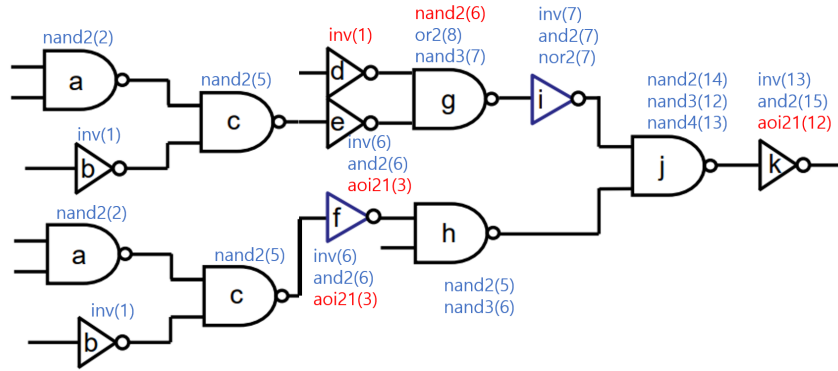 nand2(2)
a
inv(1)
b
nand2(5)
c
inv(1)
d
e
inv(6)
and2(6)
aoi21(3)
nand2(6)
or2(8)
nand3(7)
g
inv(7)
and2(7)
nor2(7)
i
nand2(14)
nand3(12)
nand4(13)
j
inv(13)
and2(15)
aoi21(12)
k
nand2(2)
a
inv(1)
b
nand2(5)
c
f
inv(6)
and2(6)
aoi21(3)
h
nand2(5)
nand3(6)